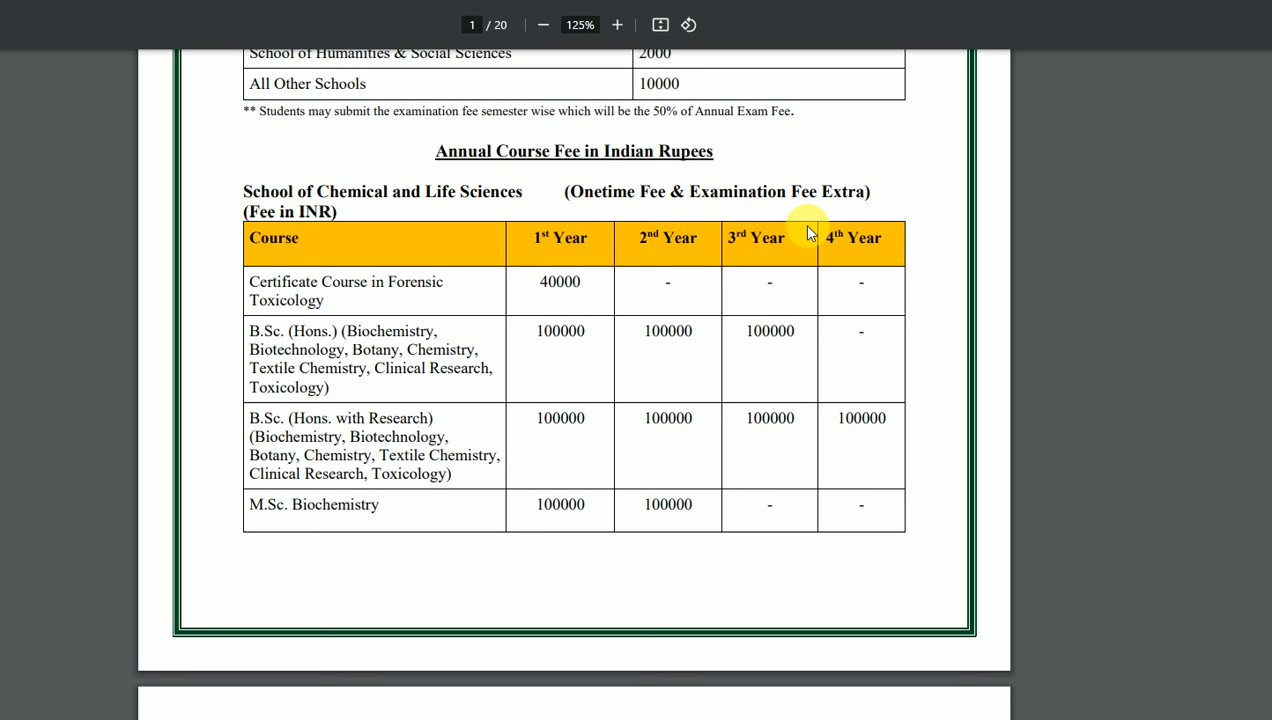 1 / 20 125%
School of Humanities & Social Sciences 2000
All Other Schools 10000
** Students may submit the examination fee semester wise which will be the 50% of Annual Exam Fee.
Annual Course Fee in Indian Rupees
School of Chemical and Life Sciences (Onetime Fee & Examination Fee Extra)
(Fee in INR)
Course 1st Year 2nd Year 3rd Year 4th Year
Certificate Course in Forensic 40000 - - -
Toxicology
B.Sc. (Hons.) (Biochemistry, 100000 100000 100000 -
Biotechnology, Botany, Chemistry,
Textile Chemistry, Clinical Research,
Toxicology)
B.Sc. (Hons. with Research) 100000 100000 100000 100000
(Biochemistry, Biotechnology,
Botany, Chemistry, Textile Chemistry,
Clinical Research, Toxicology)
M.Sc. Biochemistry 100000 100000 - -